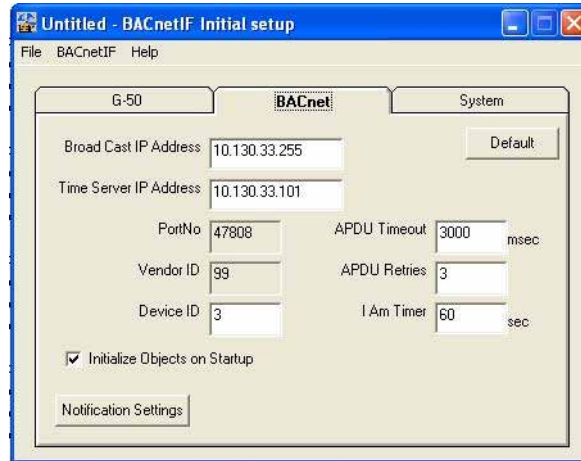 Untitled - BACnetIF Initial setup
File BACnetIF Help
G-50 BACnet System
Default
Broad Cast IP Address 10.130.33.255
Time Server IP Address 10.130.33.101
PortNo 47808 APDU Timeout 3000 msec
Vendor ID 99 APDU Retries 3
Device ID 3 I Am Timer 60 sec
Initialize Objects on Startup
Notification Settings